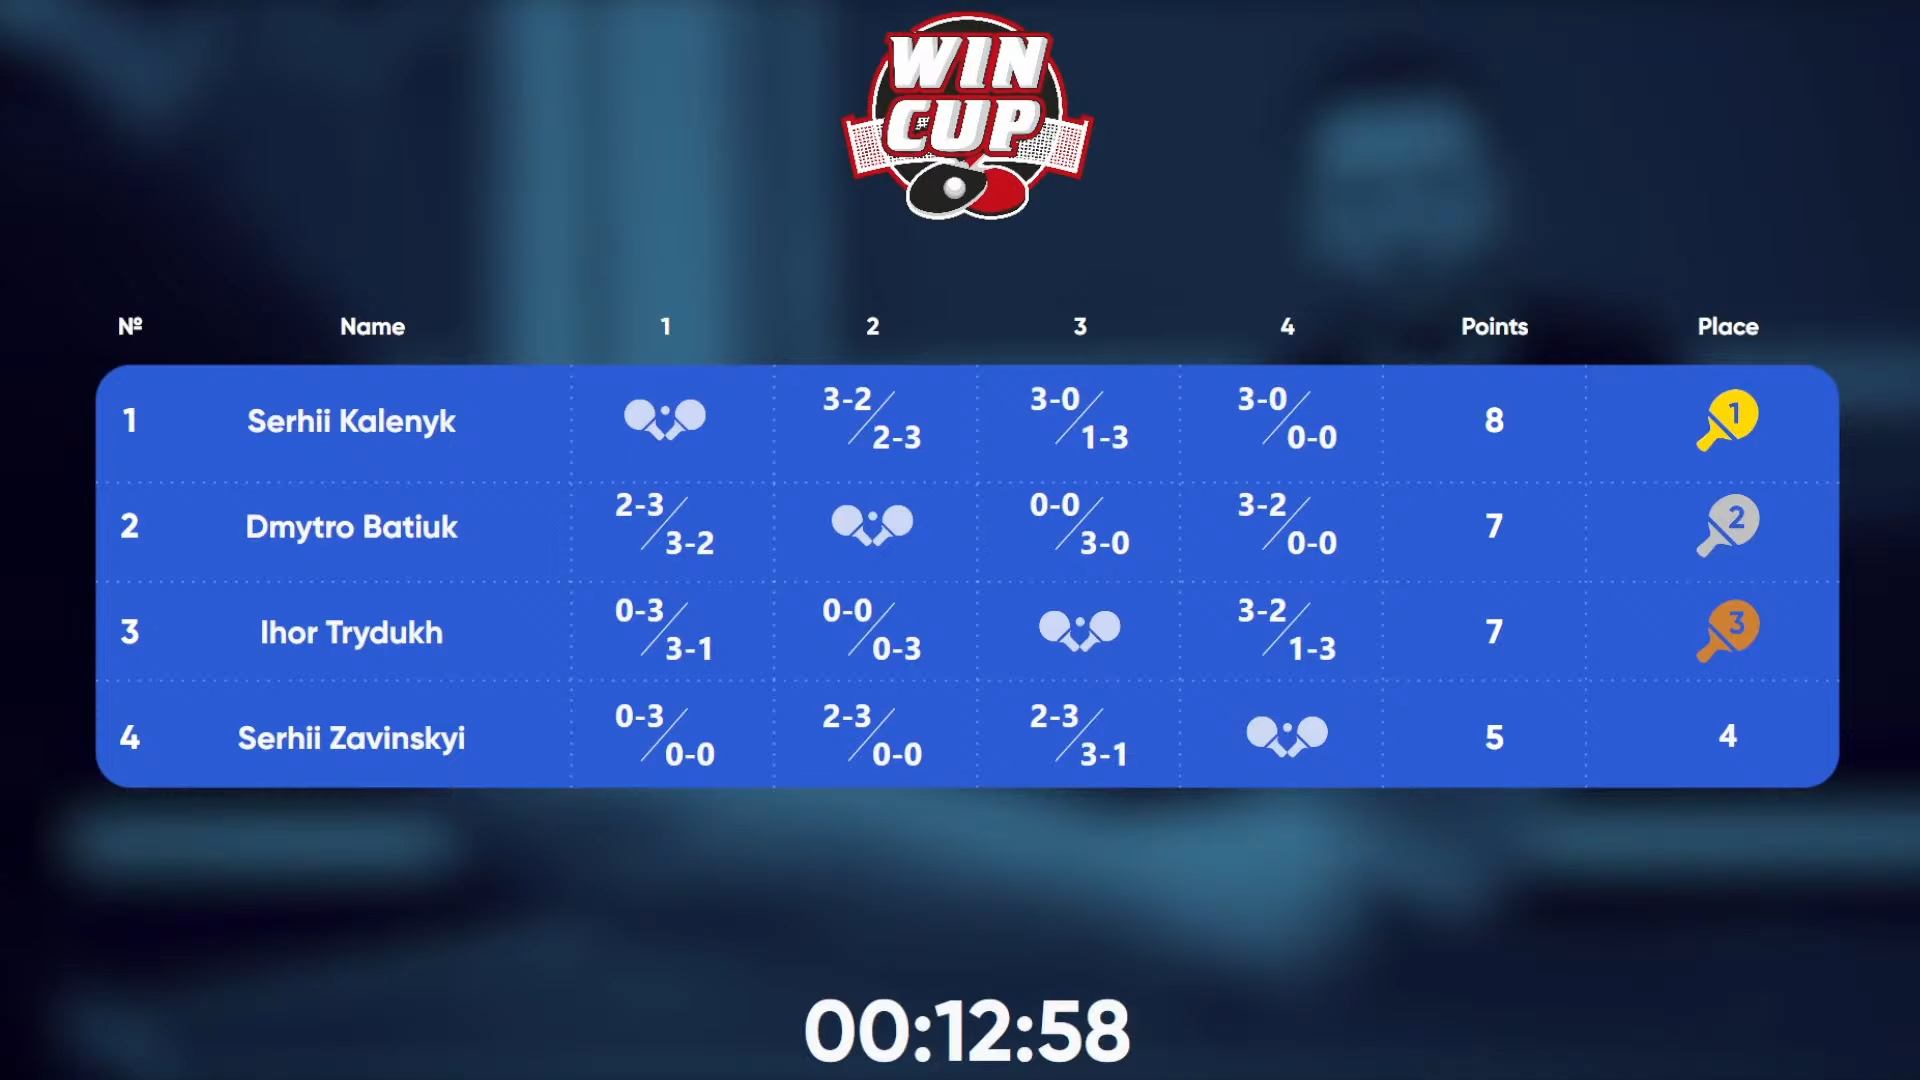 WIN
CUP
Nº Name 1 2 3 4 Points Place
1 Serhii Kalenyk 3-2 2-3 3-0 1-3 3-0 0-0 8 1
2 Dmytro Batiuk 2-3 3-2 0-0 3-0 3-2 0-0 7 2
3 Ihor Trydukh 0-3 3-1 0-0 0-3 3-2 1-3 7 3
4 Serhii Zavinskyi 0-3 0-0 2-3 0-0 2-3 3-1 5 4
00:12:58